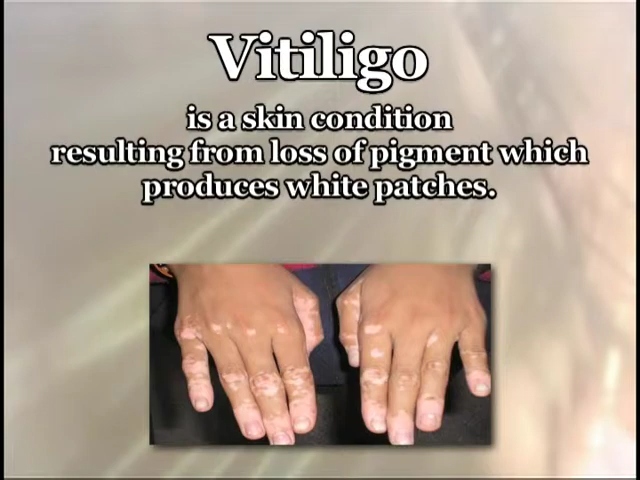 Vitiligo
is a skin condition
resulting from loss of pigment which
produces white patches.